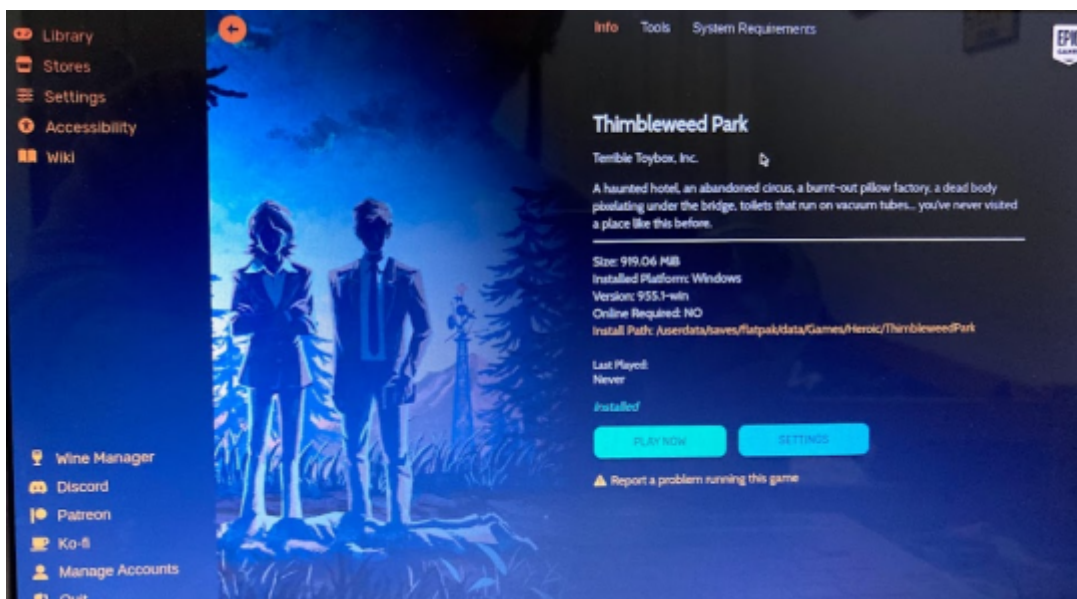 Library
Stores
Settings
Accessibility
Wiki
Wine Manager
Discord
Patreon
Ko-fi
Manage Accounts
Quit
Info Tools System Requirements
EPIC
GAMES
Thimbleweed Park
Terrible Toybox, Inc.
A haunted hotel, an abandoned circus, a burnt-out pillow factory, a dead body
pixelating under the bridge, toilets that run on vacuum tubes... you've never visited
a place like this before.
Size: 919.06 MiB
Installed Platform: Windows
Version: 955.1-win
Online Required: NO
Install Path: /userdata/saves/flatpak/data/Games/Heroic/ThimbleweedPark
Last Played:
Never
Installed
PLAY NOW SETTINGS
Report a problem running this game